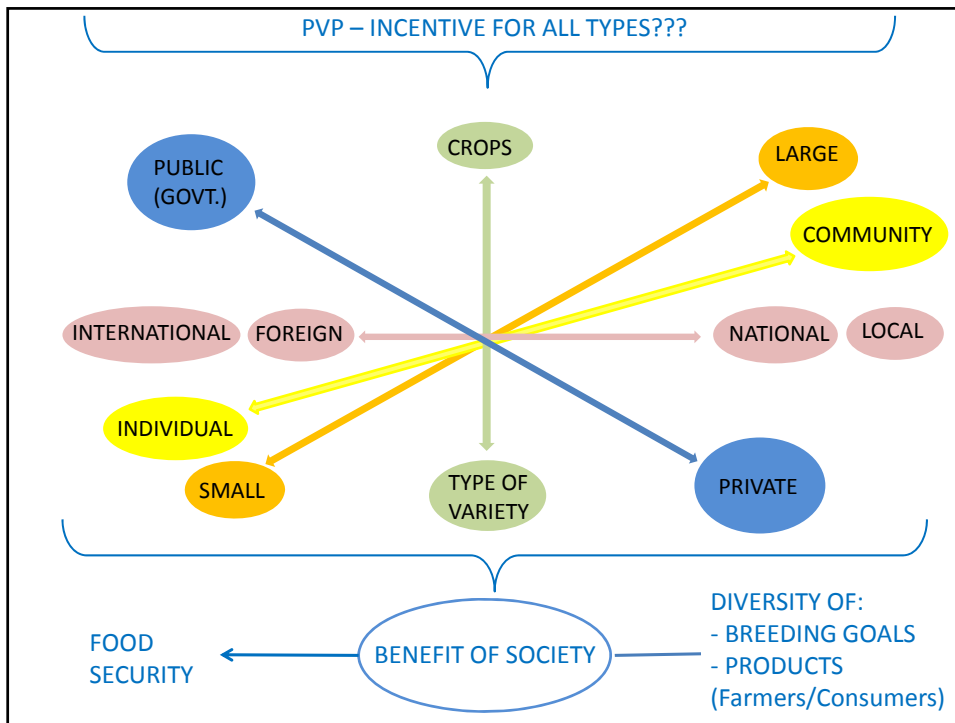 PVP – INCENTIVE FOR ALL TYPES???
CROPS
LARGE
PUBLIC
(GOVT.)
COMMUNITY
INTERNATIONAL
FOREIGN
NATIONAL
LOCAL
INDIVIDUAL
SMALL
TYPE OF
VARIETY
PRIVATE
FOOD
SECURITY
BENEFIT OF SOCIETY
DIVERSITY OF:
- BREEDING GOALS
- PRODUCTS
(Farmers/Consumers)